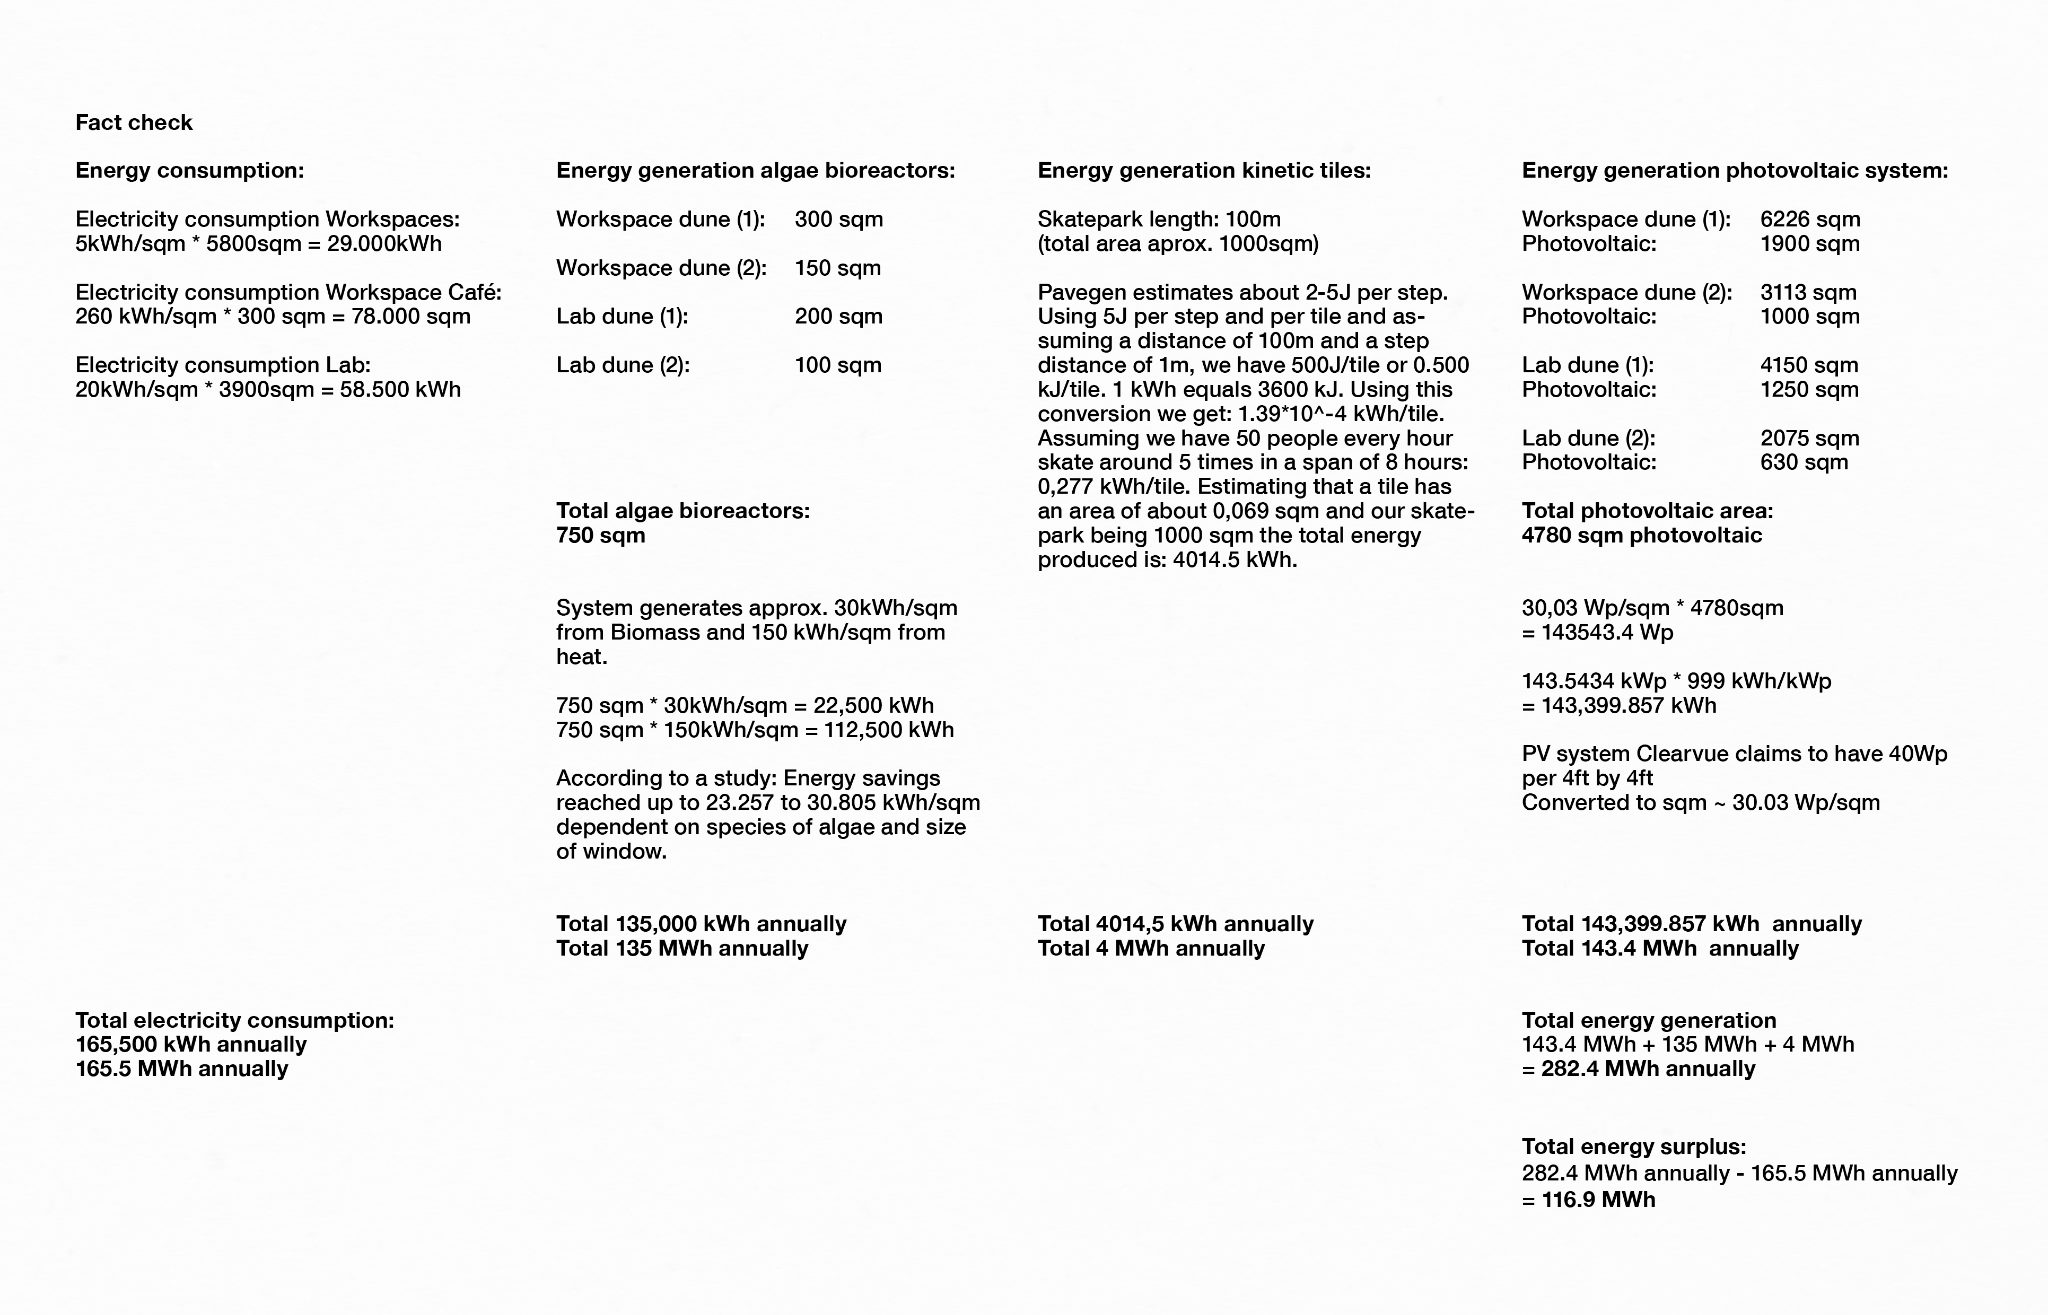 Fact check
Energy consumption:
Electricity consumption Workspaces:
5kWh/sqm * 5800sqm = 29.000kWh
Electricity consumption Workspace Café:
260 kWh/sqm * 300 sqm = 78.000 sqm
Electricity consumption Lab:
20kWh/sqm * 3900sqm = 58.500 kWh
Total electricity consumption:
165,500 kWh annually
165.5 MWh annually
Energy generation algae bioreactors:
Workspace dune (1): 300 sqm
Workspace dune (2): 150 sqm
Lab dune (1): 200 sqm
Lab dune (2): 100 sqm
Total algae bioreactors:
750 sqm
System generates approx. 30kWh/sqm
from Biomass and 150 kWh/sqm from
heat.
750 sqm * 30kWh/sqm = 22,500 kWh
750 sqm * 150kWh/sqm = 112,500 kWh
According to a study: Energy savings
reached up to 23.257 to 30.805 kWh/sqm
dependent on species of algae and size
of window.
Total 135,000 kWh annually
Total 135 MWh annually
Energy generation kinetic tiles:
Skatepark length: 100m
(total area aprox. 1000sqm)
Pavegen estimates about 2-5J per step.
Using 5J per step and per tile and as-
suming a distance of 100m and a step
distance of 1m, we have 500J/tile or 0.500
kJ/tile. 1 kWh equals 3600 kJ. Using this
conversion we get: 1.39*10^-4 kWh/tile.
Assuming we have 50 people every hour
skate around 5 times in a span of 8 hours:
0,277 kWh/tile. Estimating that a tile has
an area of about 0,069 sqm and our skate-
park being 1000 sqm the total energy
produced is: 4014.5 kWh.
Total 4014,5 kWh annually
Total 4 MWh annually
Energy generation photovoltaic system:
Workspace dune (1): 6226 sqm
Photovoltaic: 1900 sqm
Workspace dune (2): 3113 sqm
Photovoltaic: 1000 sqm
Lab dune (1): 4150 sqm
Photovoltaic: 1250 sqm
Lab dune (2): 2075 sqm
Photovoltaic: 630 sqm
Total photovoltaic area:
4780 sqm photovoltaic
30,03 Wp/sqm * 4780sqm
= 143543.4 Wp
143.5434 kWp * 999 kWh/kWp
= 143,399.857 kWh
PV system Clearvue claims to have 40Wp
per 4ft by 4ft
Converted to sqm ~ 30.03 Wp/sqm
Total 143,399.857 kWh annually
Total 143.4 MWh annually
Total energy generation
143.4 MWh + 135 MWh + 4 MWh
= 282.4 MWh annually
Total energy surplus:
282.4 MWh annually - 165.5 MWh annually
= 116.9 MWh